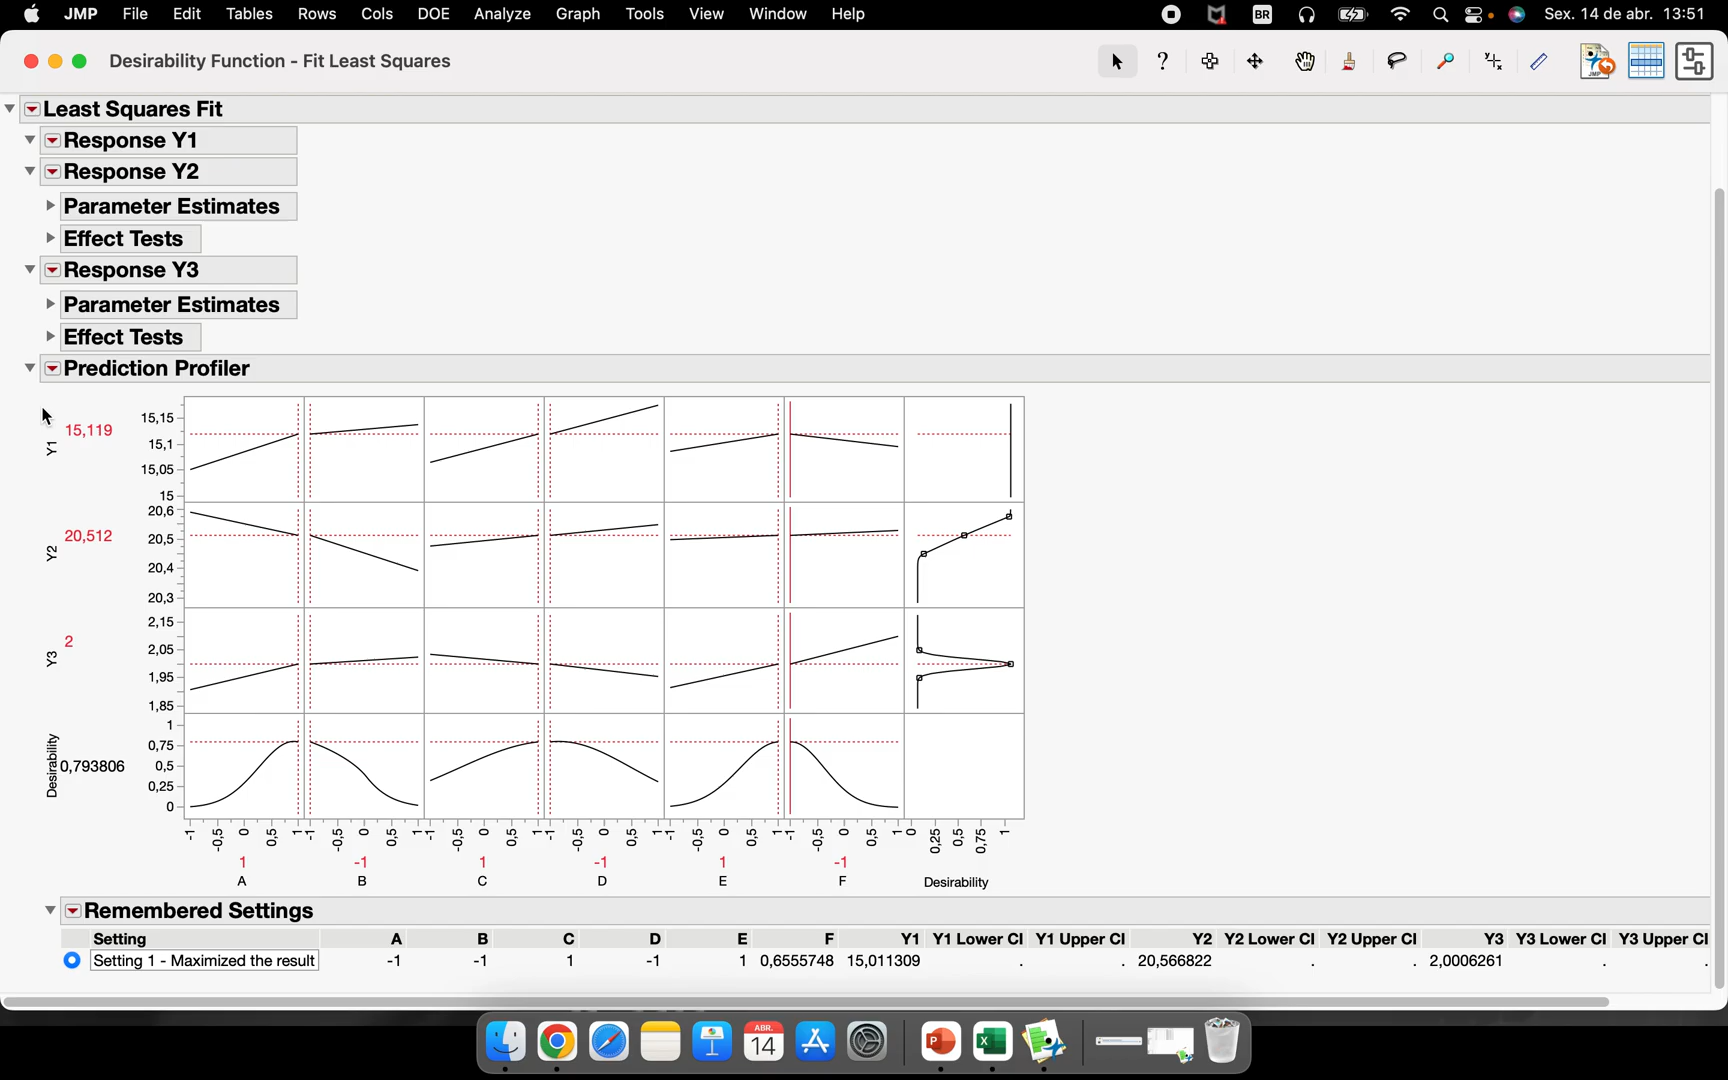 JMP File Edit Tables Rows Cols DOE Analyze Graph Tools View Window Help BR Sex. 14 de abr. 13:51
Desirability Function - Fit Least Squares
Least Squares Fit
Response Y1
Response Y2
Parameter Estimates
Effect Tests
Response Y3
Parameter Estimates
Effect Tests
Prediction Profiler
Y1
15,119
15,15
15,1
15,05
15
Y2
20,512
20,6
20,5
20,4
20,3
Y3
2
2,15
2,05
1,95
1,85
Desirability
0,793806
1
0,75
0,5
0,25
0
-1 -0,5 0 0,5 1 -1 -0,5 0 0,5 1 -1 -0,5 0 0,5 1 -1 -0,5 0 0,5 1 -1 -0,5 0 0,5 1 -1 -0,5 0 0,5 1 0 0,25 0,5 0,75 1
1 -1 1 -1 1 -1
A B C D E F Desirability
Remembered Settings
Setting A B C D E F Y1 Y1 Lower CI Y1 Upper CI Y2 Y2 Lower CI Y2 Upper CI Y3 Y3 Lower CI Y3 Upper CI
Setting 1 - Maximized the result -1 -1 1 -1 1 0,6555748 15,011309 . . 20,566822 . . 2,0006261 . .
ABR.
14